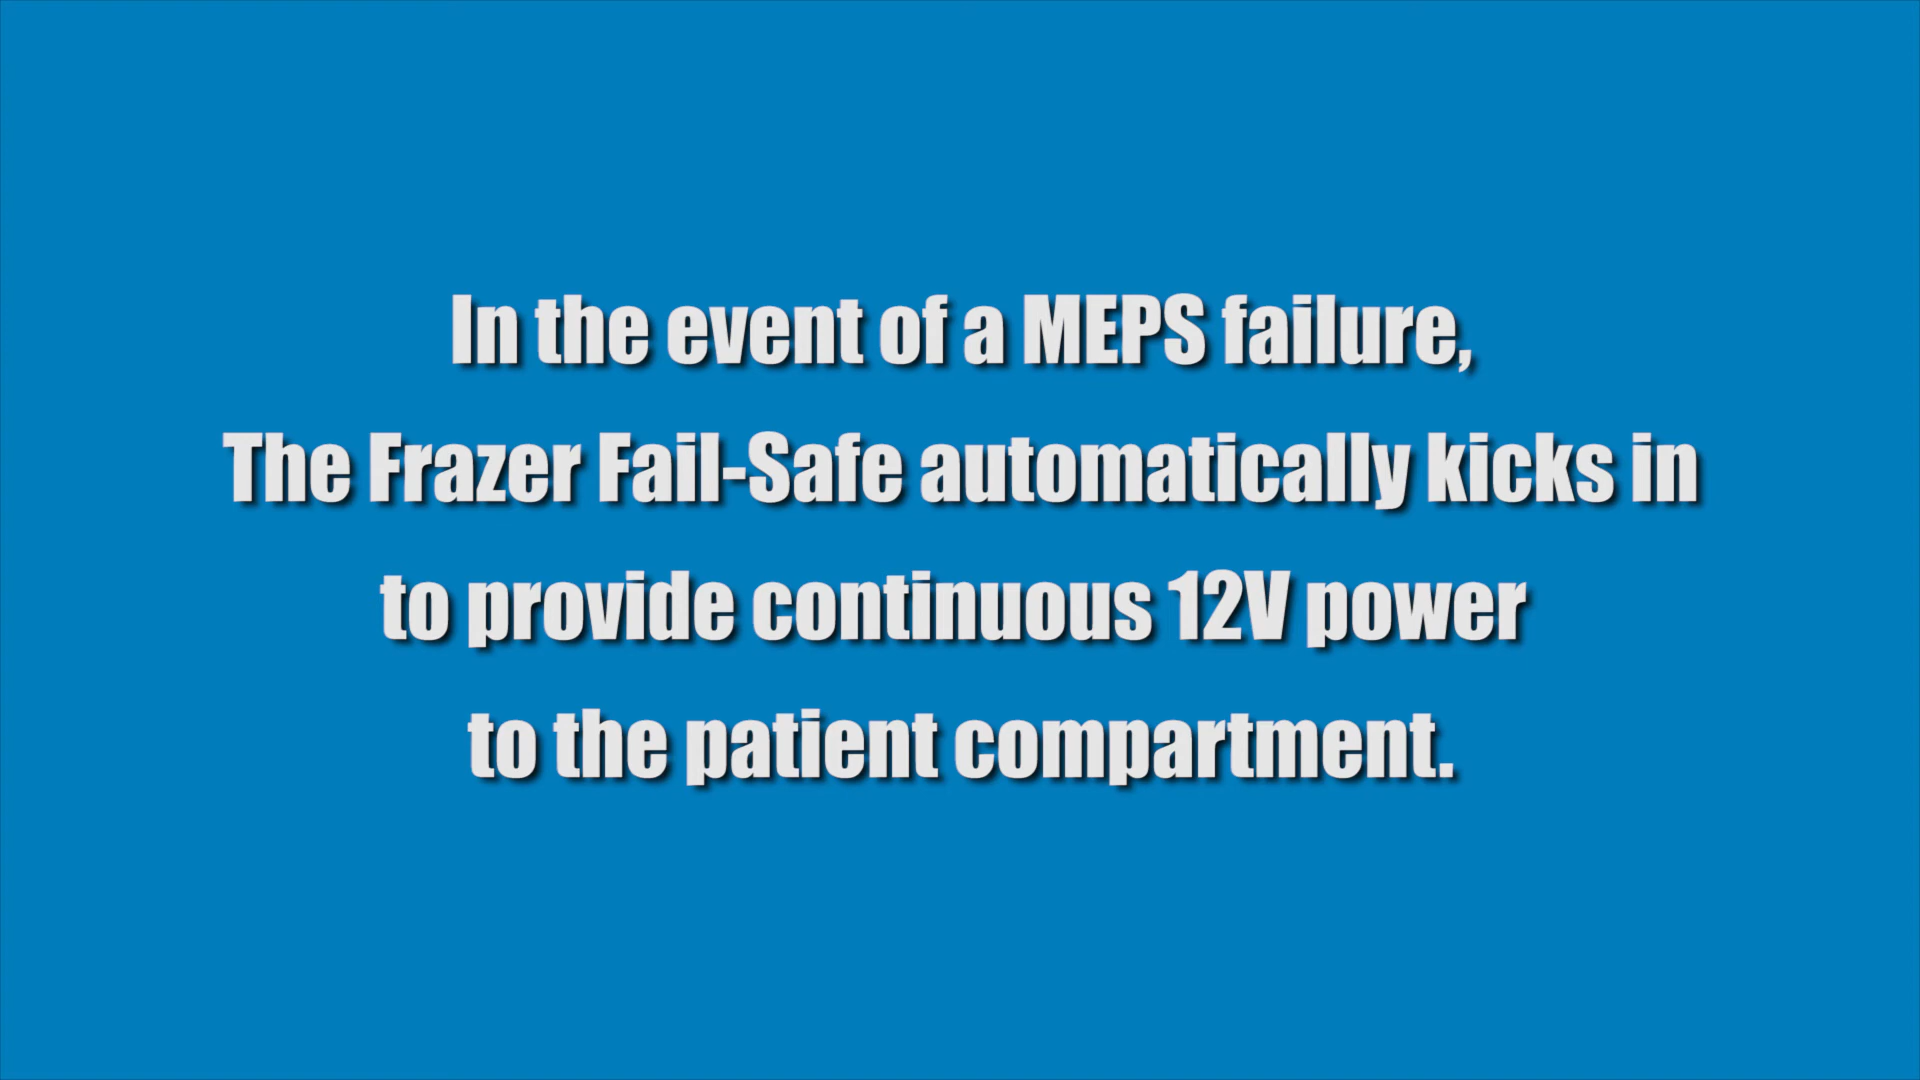 In the event of a MEPS failure,
The Frazer Fail-Safe automatically kicks in
to provide continuous 12V power
to the patient compartment.